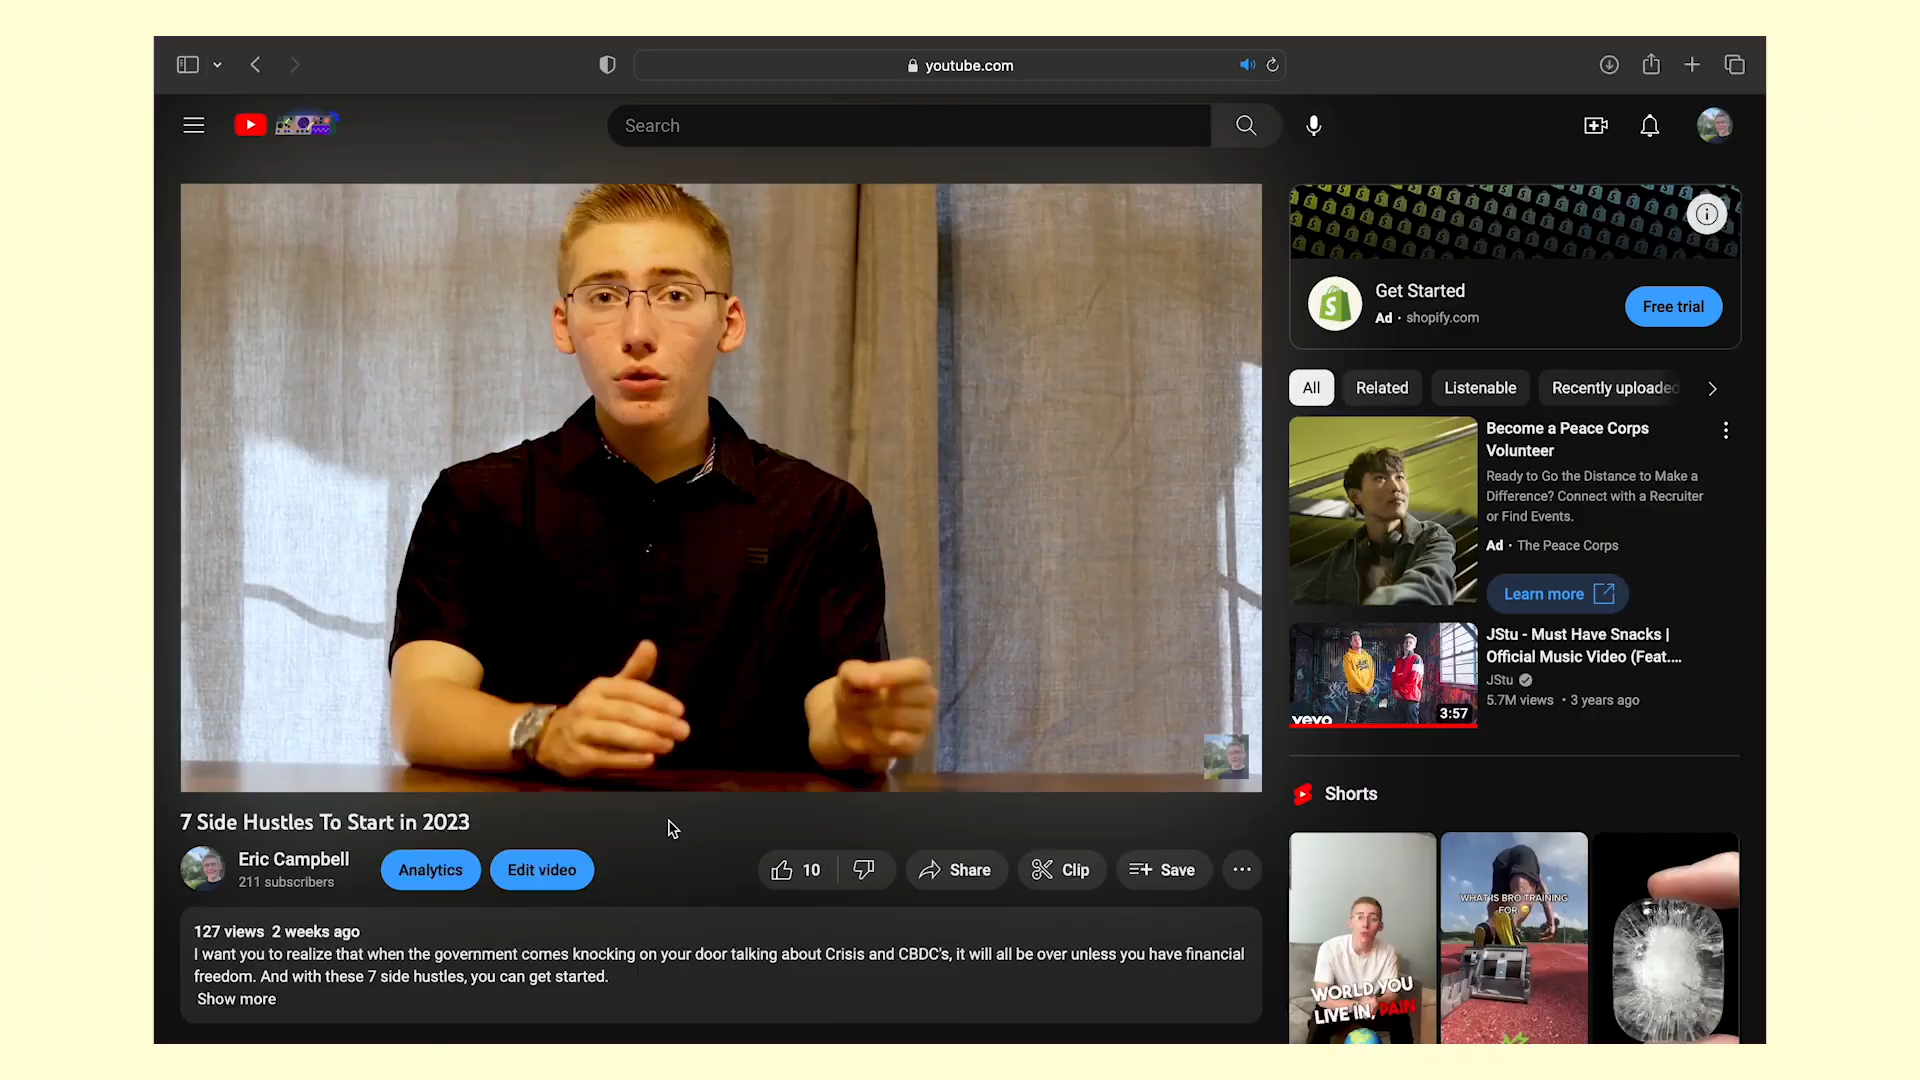 youtube.com
Search
Get Started
Ad · shopify.com
Free trial
All
Related
Listenable
Recently uploaded
Become a Peace Corps
Volunteer
Ready to Go the Distance to Make a
Difference? Connect with a Recruiter
or Find Events.
Ad · The Peace Corps
Learn more
vevo
3:57
JStu - Must Have Snacks |
Official Music Video (Feat....
JStu
5.7M views · 3 years ago
7 Side Hustles To Start in 2023
Eric Campbell
211 subscribers
Analytics
Edit video
10
Share
Clip
Save
127 views 2 weeks ago
I want you to realize that when the government comes knocking on your door talking about Crisis and CBDC's, it will all be over unless you have financial
freedom. And with these 7 side hustles, you can get started.
Show more
Shorts
WORLD YOU
LIVE IN, PAIN
WHAT IS BRO TRAINING
FOR